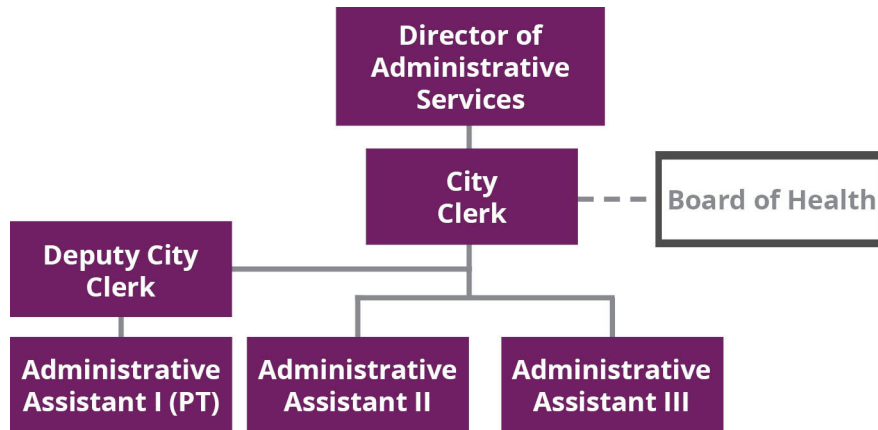 Director of
Administrative
Services
City
Clerk
Board of Health
Deputy City
Clerk
Administrative
Assistant I (PT)
Administrative
Assistant II
Administrative
Assistant III